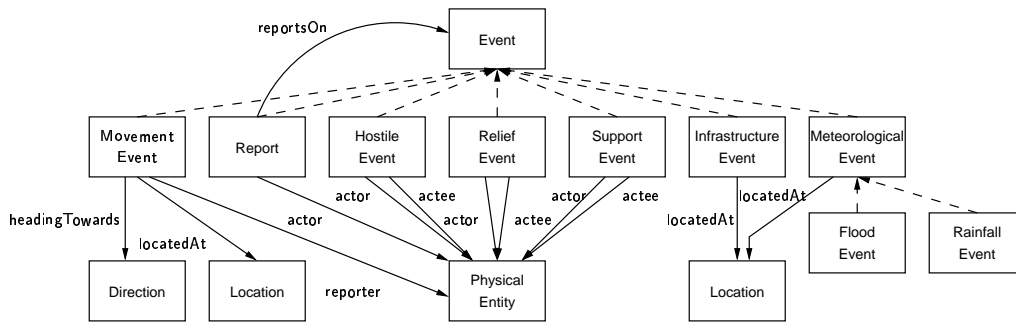 reportsOn
Event
Movement
Event
Report
Hostile
Event
Relief
Event
Support
Event
Infrastructure
Event
Meteorological
Event
headingTowards
locatedAt
actor
actor
actee
actor
actee
actor
actee
locatedAt
locatedAt
Flood
Event
Rainfall
Event
Direction
Location
reporter
Physical
Entity
Location